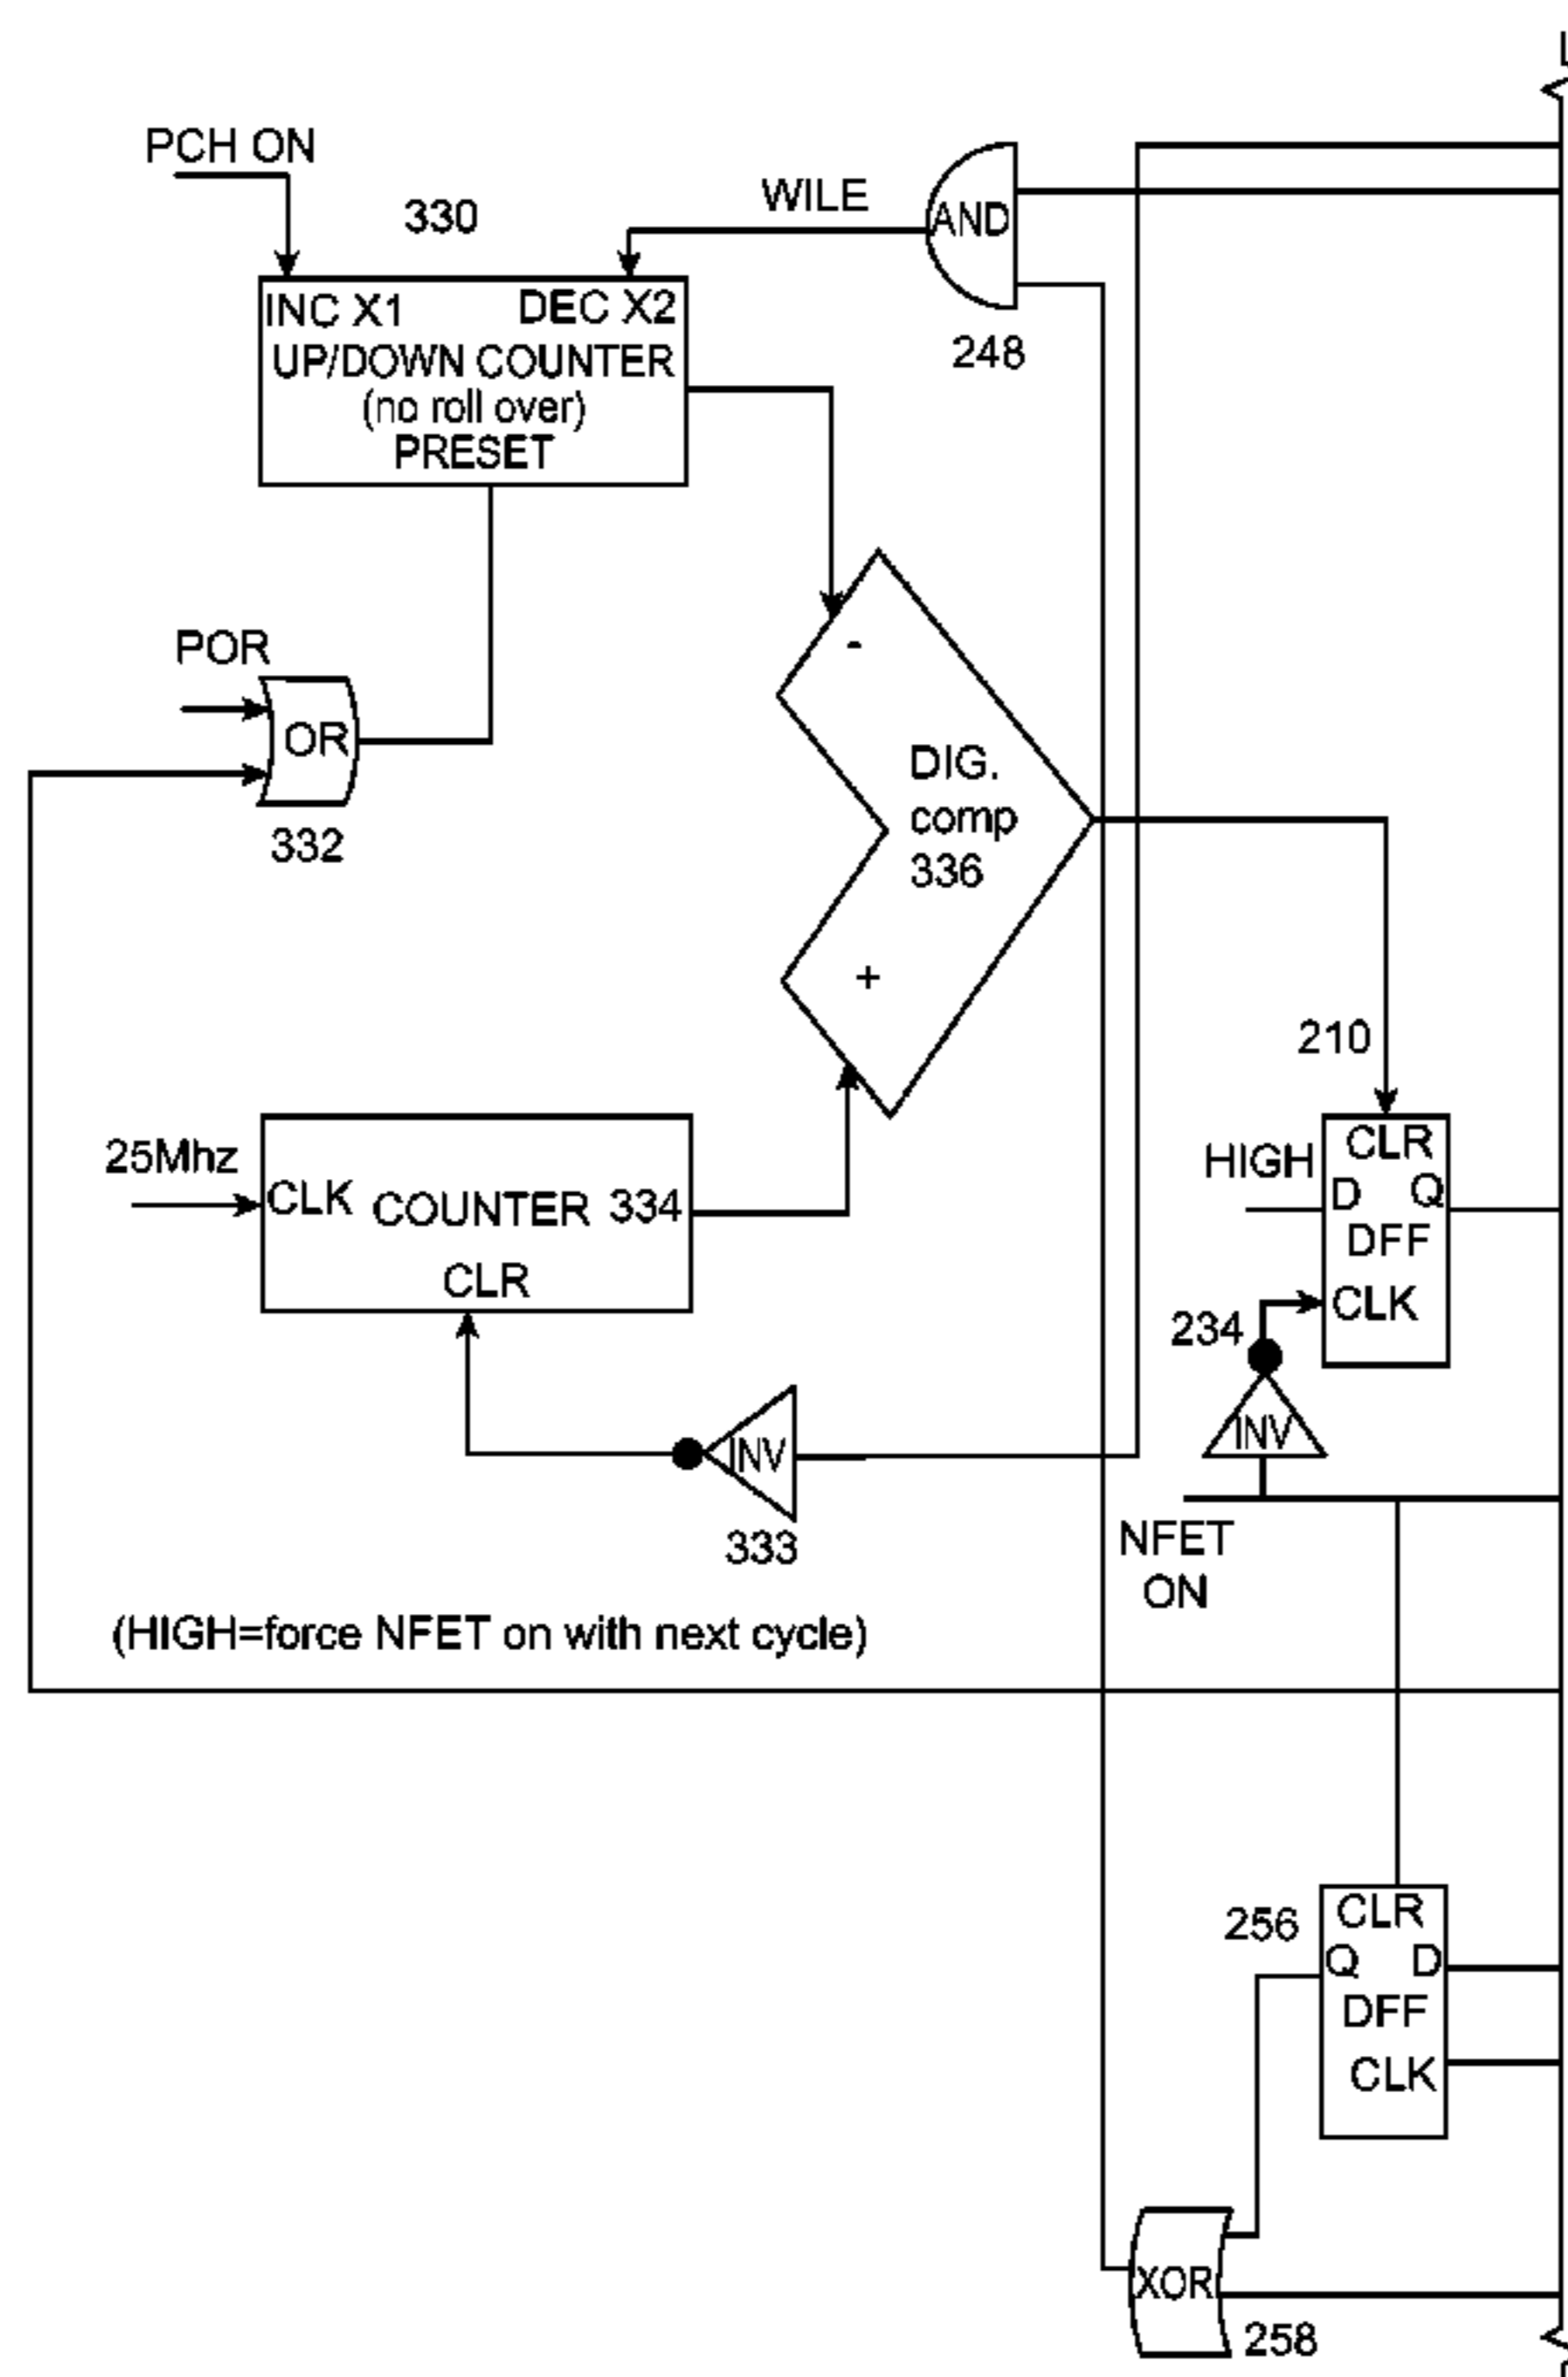 PCH ON
330
WILE
AND
248
INC X1 DEC X2
UP/DOWN COUNTER
(no roll over)
PRESET
POR
OR
332
-
DIG.
comp
336
+
25Mhz
CLK COUNTER 334
CLR
INV
333
210
HIGH
CLR
D Q
DFF
CLK
234
INV
NFET
ON
(HIGH=force NFET on with next cycle)
256
CLR
Q D
DFF
CLK
XOR
258